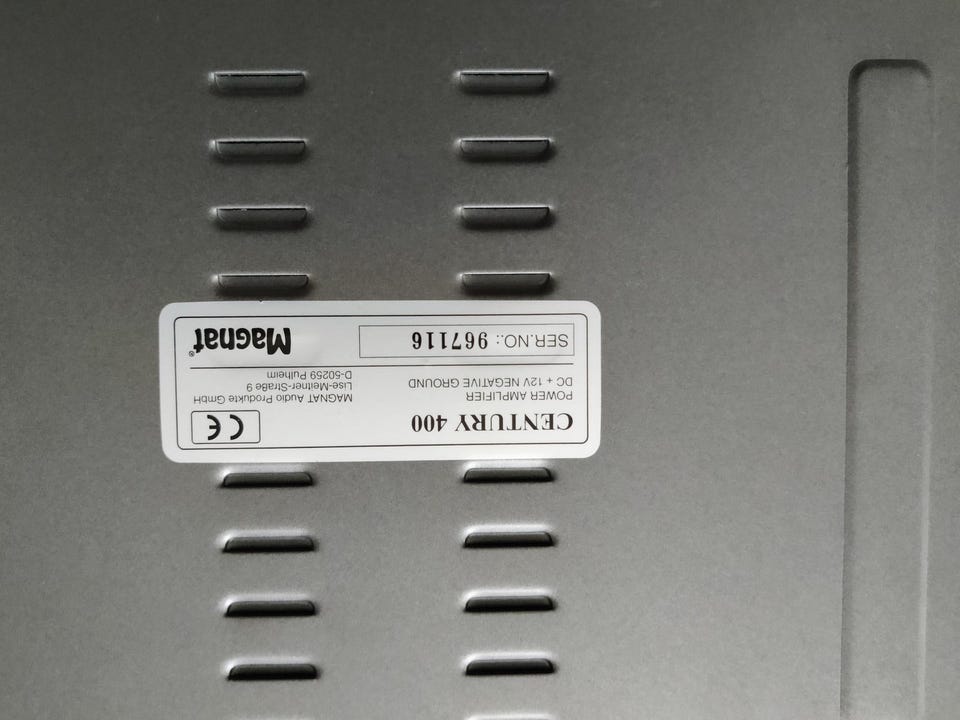 CENTURY 400
POWER AMPLIFIER
DC + 12V NEGATIVE GROUND
CE
MAGNAT Audio Produkte GmbH
Lise-Meitner-Straße 9
D-50259 Pulheim
SER.NO.: 967116
Magnat®